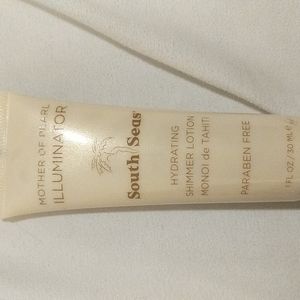 MOTHER OF PEARL
ILLUMINATOR
South Seas
HYDRATING
SHIMMER LOTION
MONOI de TAHITI
PARABEN FREE
1 FL OZ / 30 ML